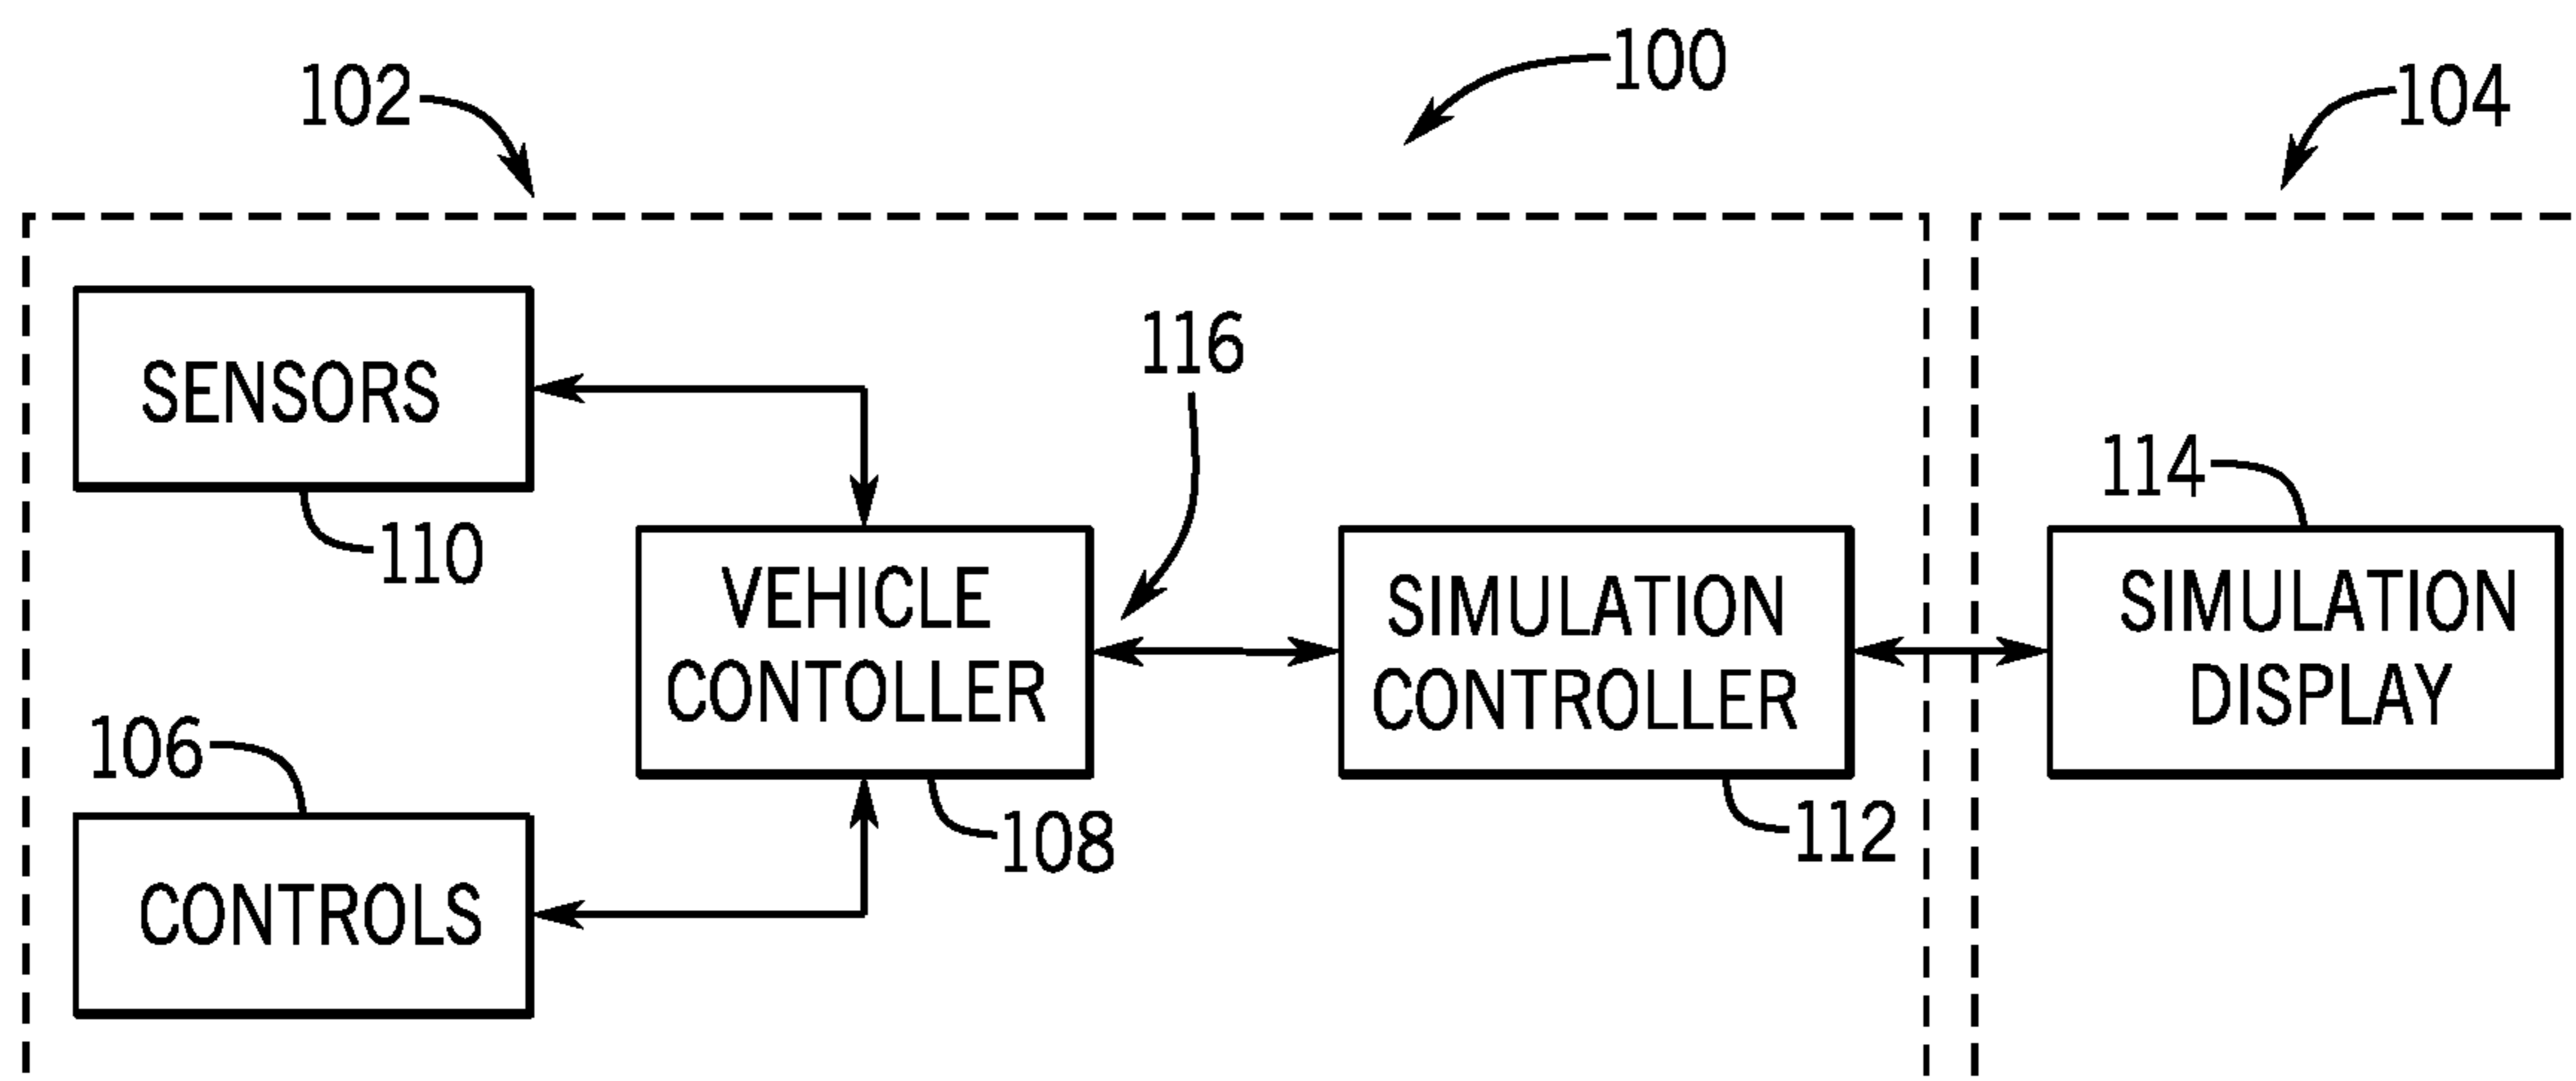 100
102
104
SENSORS
110
116
114
VEHICLE
CONTOLLER
108
SIMULATION
CONTROLLER
112
SIMULATION
DISPLAY
106
CONTROLS